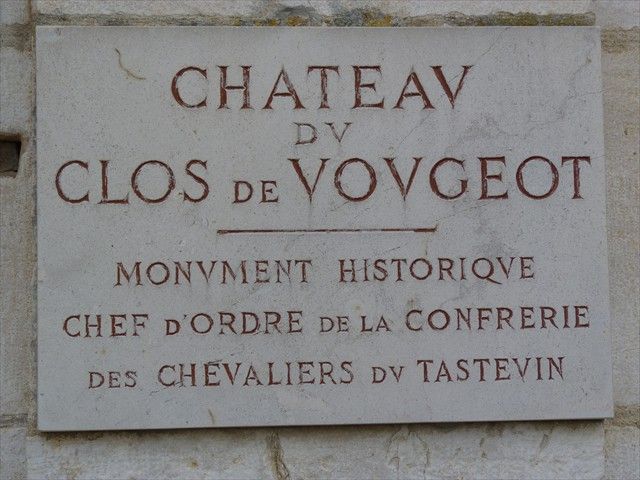 CHATEAV
DV
CLOS DE VOVGEOT
MONVMENT HISTORIQVE
CHEF D'ORDRE DE LA CONFRERIE
DES CHEVALIERS DV TASTEVIN